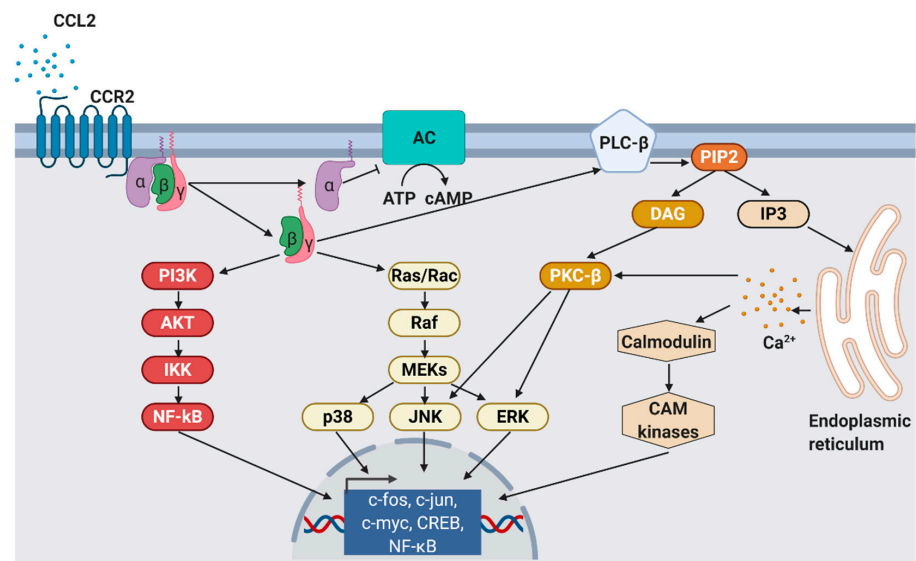 CCL2
CCR2
AC
PLC-β
PIP2
α
β
γ
α
ATP
cAMP
DAG
IP3
β
γ
PI3K
Ras/Rac
PKC-β
AKT
Raf
Calmodulin
Ca²⁺
IKK
MEKs
NF-kB
p38
JNK
ERK
CAM
kinases
Endoplasmic
reticulum
c-fos, c-jun,
c-myc, CREB,
NF-κB